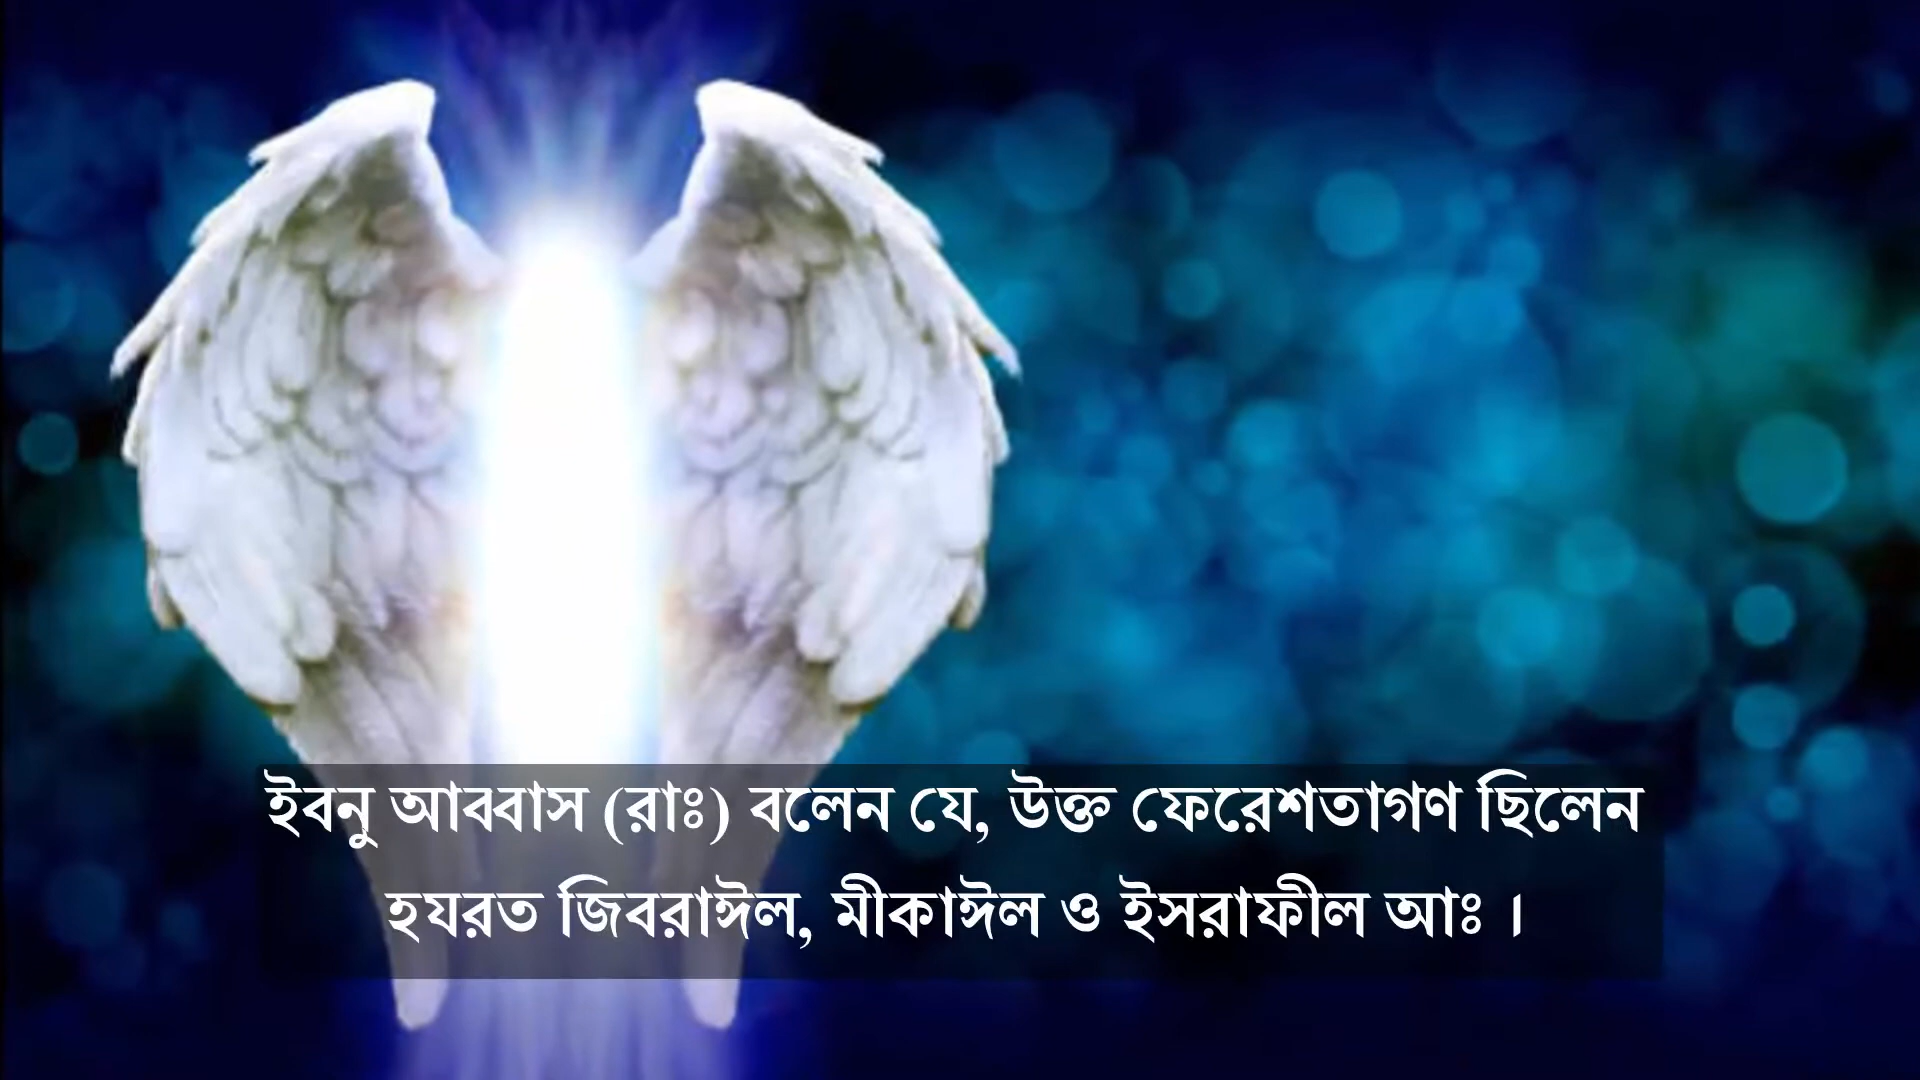 ইবনু আব্বাস (রাঃ) বলেন যে, উক্ত ফেরেশতাগণ ছিলেন
হযরত জিবরাঈল, মীকাঈল ও ইসরাফীল আঃ ।